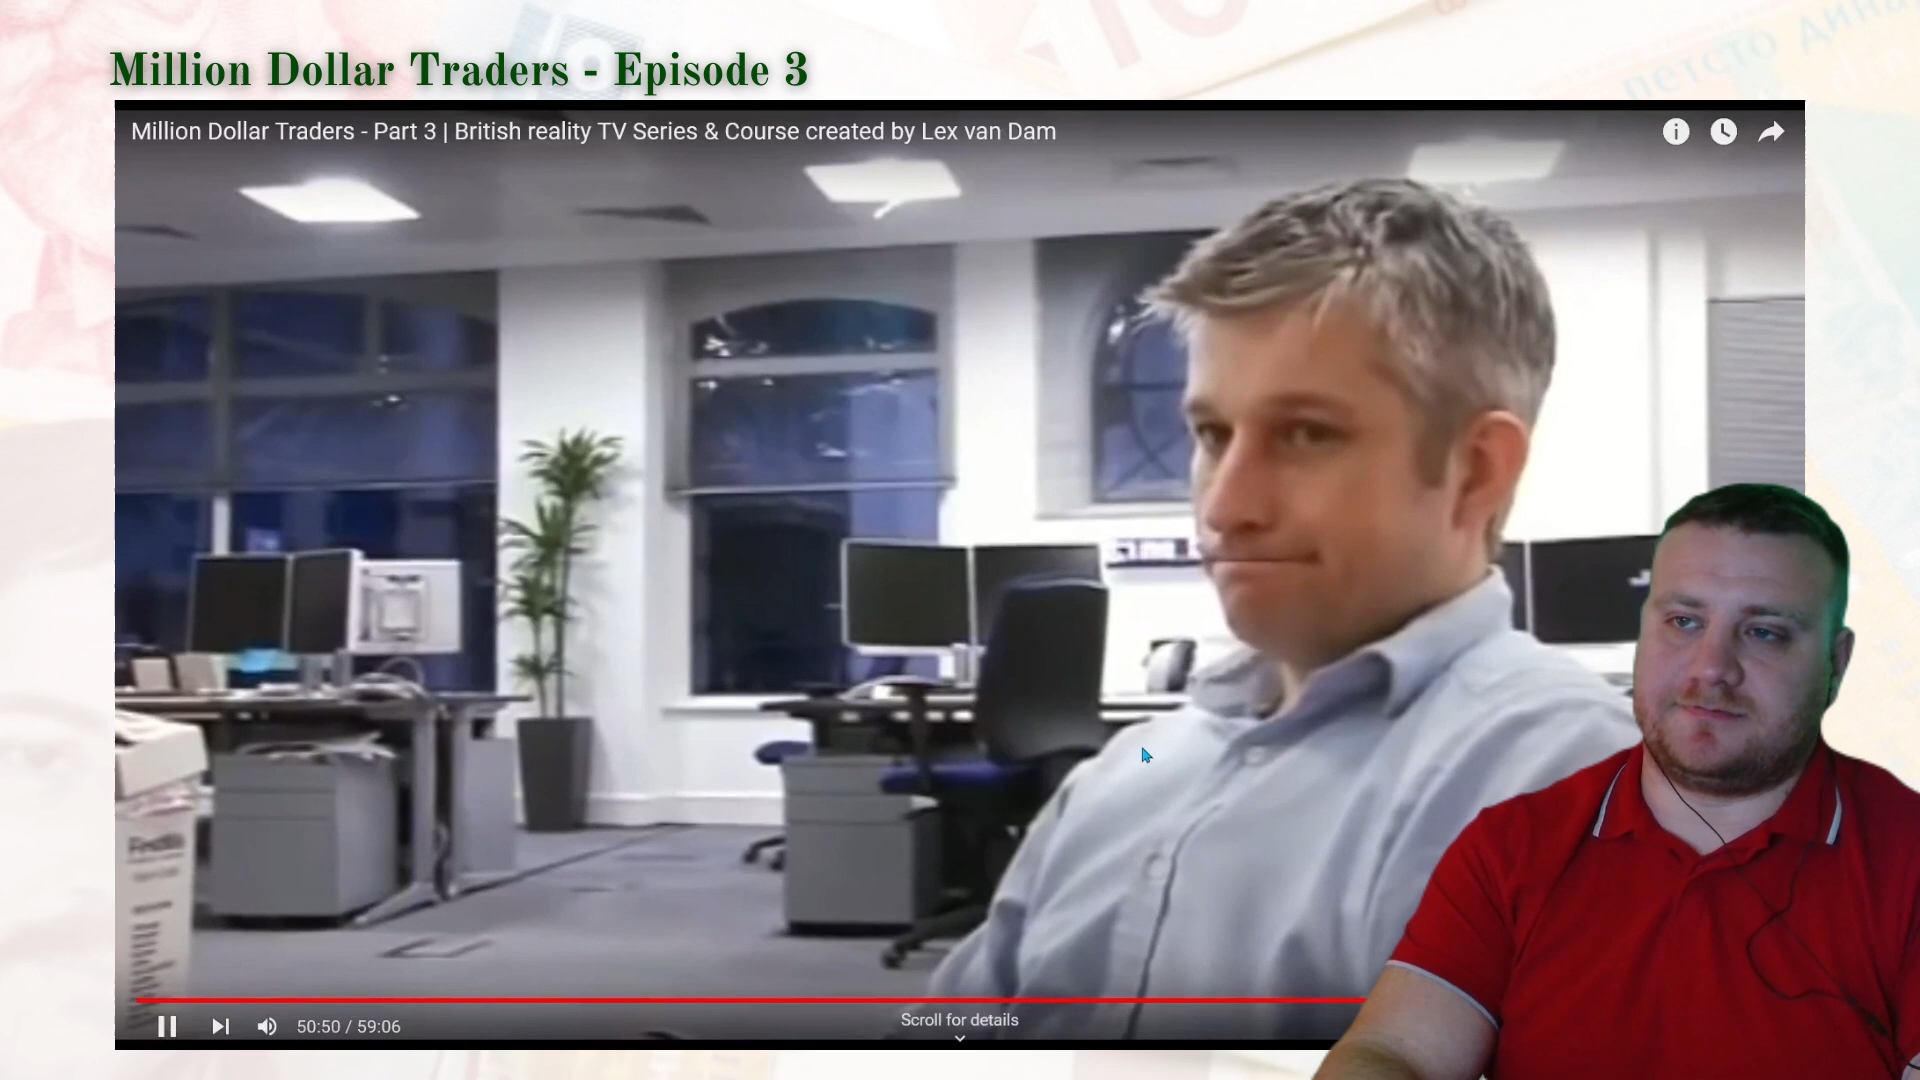 Million Dollar Traders - Episode 3
Million Dollar Traders - Part 3 | British reality TV Series & Course created by Lex van Dam
50:50 / 59:06
Scroll for details
петсто